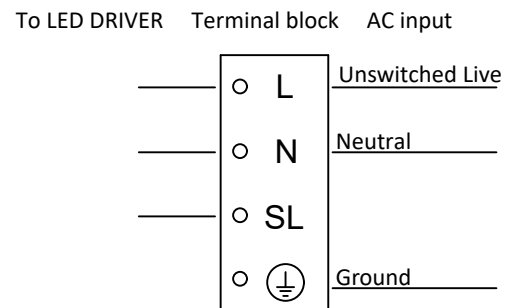 To LED DRIVER Terminal block AC input
L Unswitched Live
N Neutral
SL
Ground